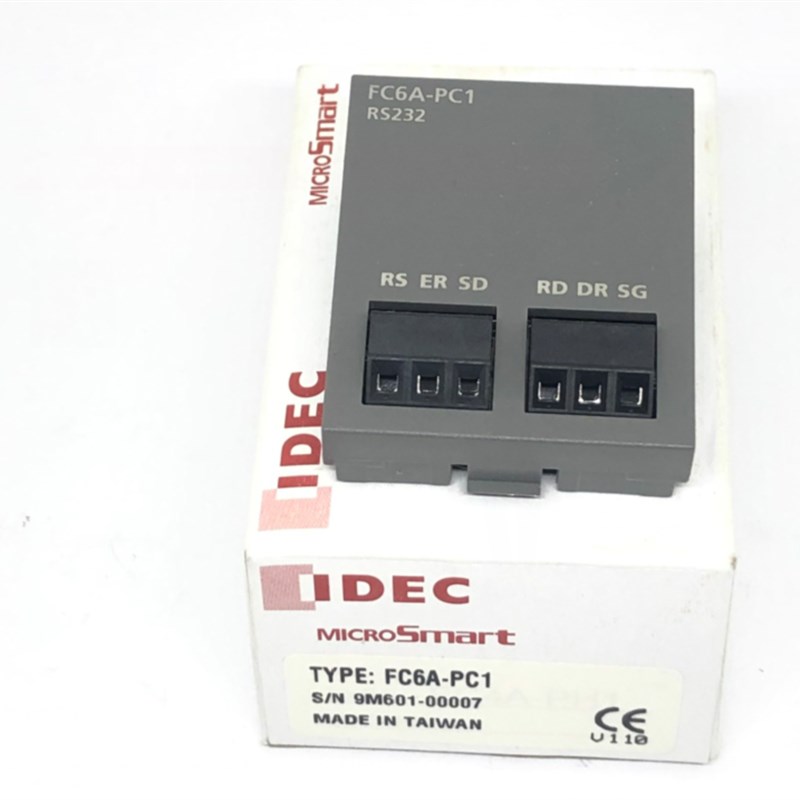 FC6A-PC1
RS232
RS ER SD
RD DR SG
MICROSmart
IDEC
IDEC
MICROSmart
TYPE: FC6A-PC1
S/N 9M601-00007
MADE IN TAIWAN
CE
V110